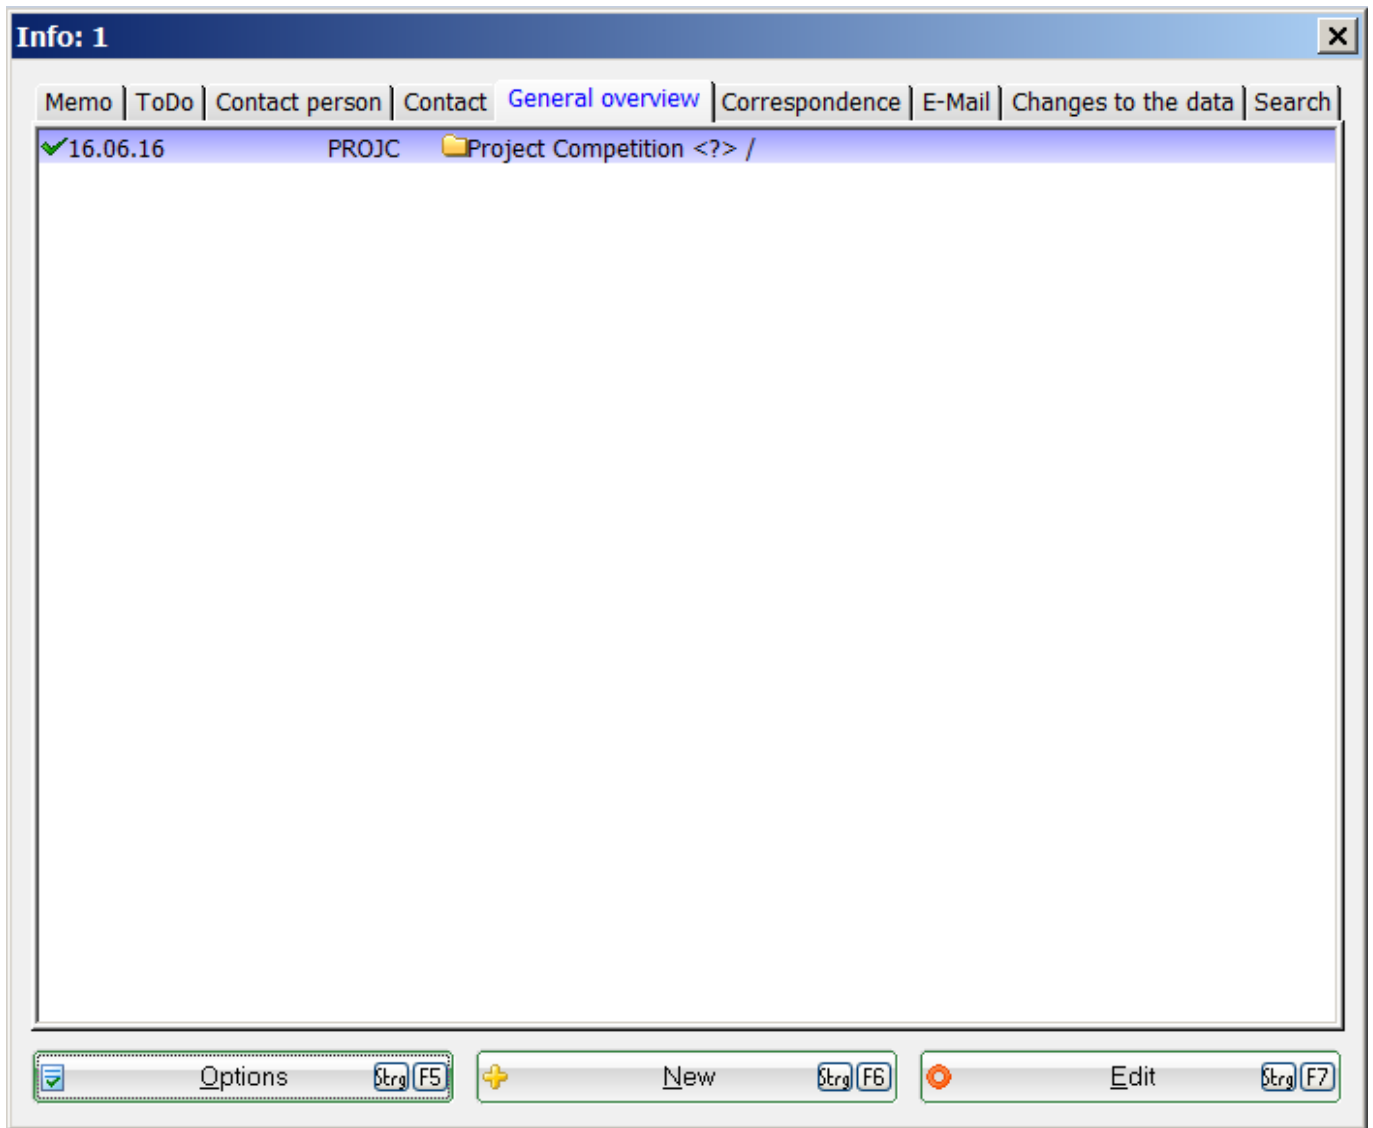 Info: 1
Memo ToDo Contact person Contact General overview Correspondence E-Mail Changes to the data Search
16.06.16 PROJC Project Competition <?> /
Options Strg F5 New Strg F6 Edit Strg F7